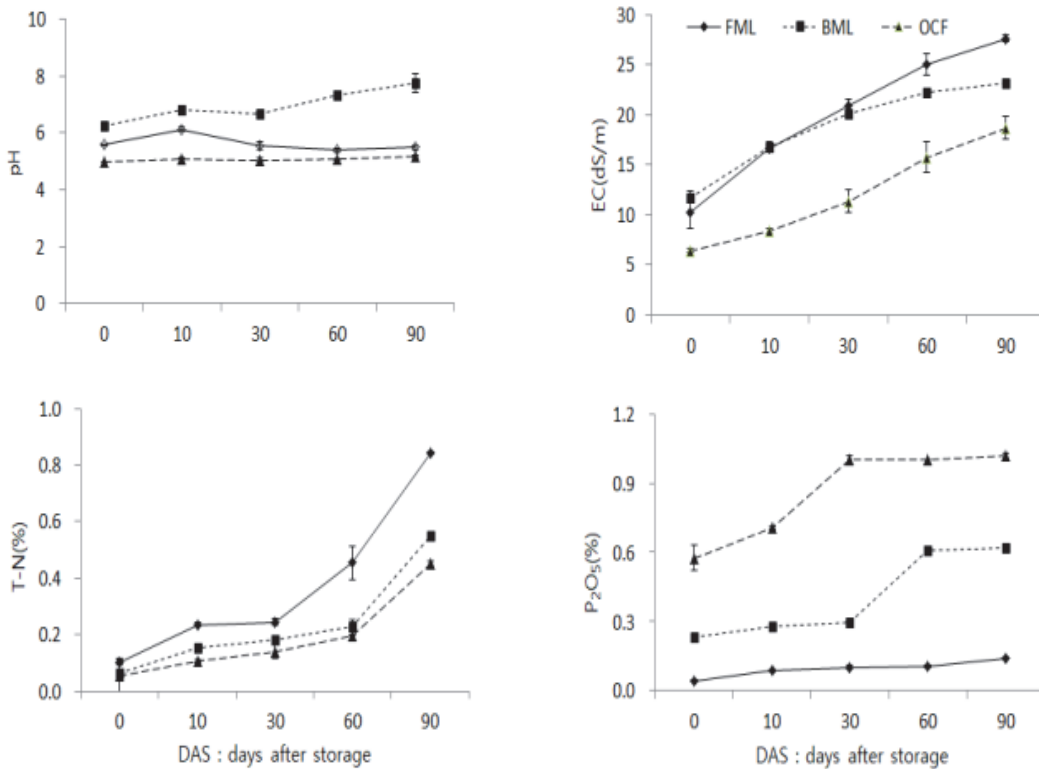 10
8
6
4
2
0
pH
0 10 30 60 90
30
25
20
15
10
5
0
EC(dS/m)
FML BML OCF
0 10 30 60 90
1.0
0.8
0.6
0.4
0.2
0.0
T-N(%)
0 10 30 60 90
DAS : days after storage
1.2
0.9
0.6
0.3
0.0
P₂O₅(%)
0 10 30 60 90
DAS : days after storage